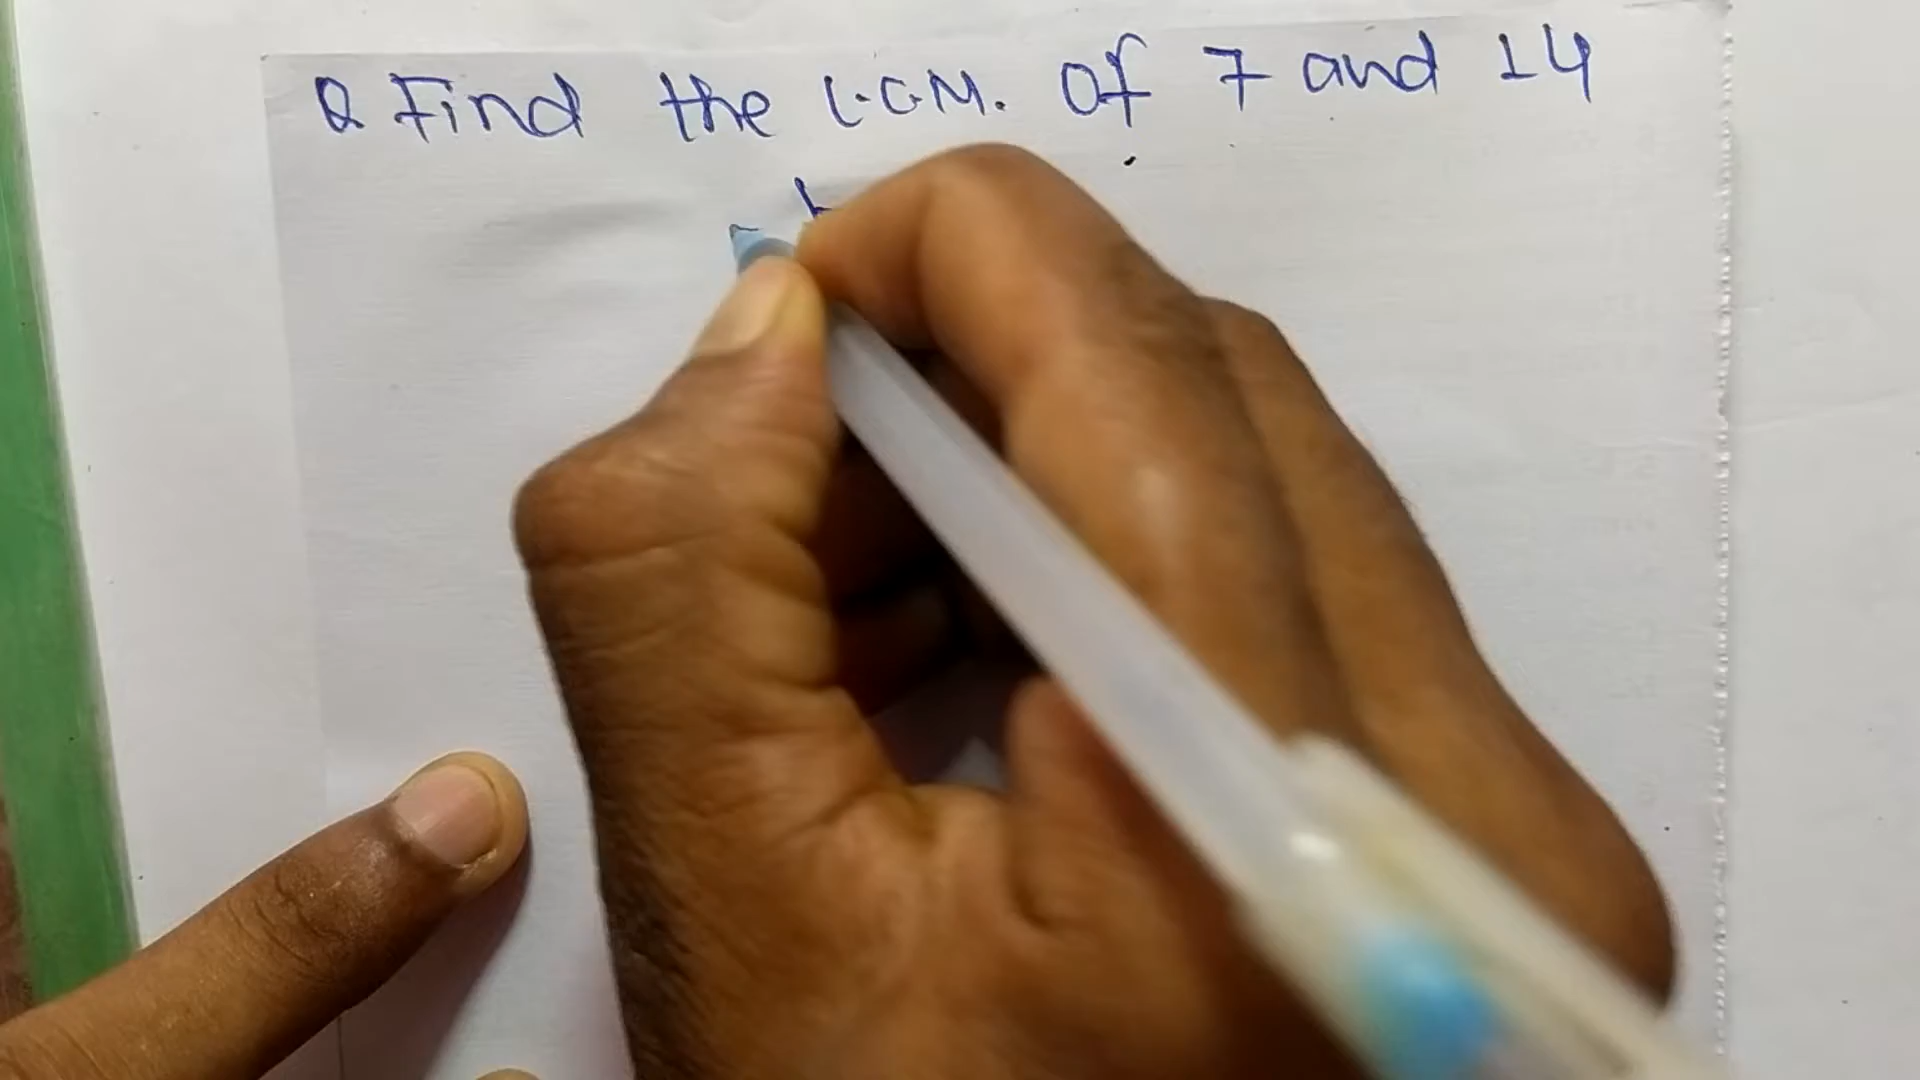 Q Find the L.C.M. Of 7 and 14